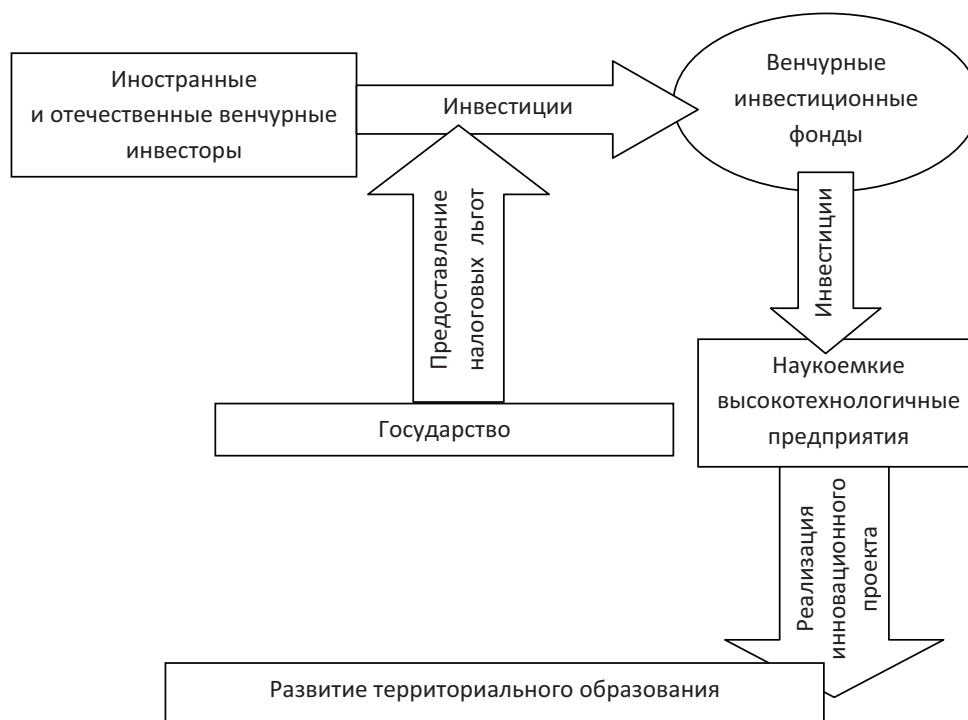 Иностранные
и отечественные венчурные
инвесторы
Инвестиции
Венчурные
инвестиционные
фонды
Предоставление
налоговых льгот
Инвестиции
Государство
Наукоемкие
высокотехнологичные
предприятия
Реализация
инновационного
проекта
Развитие территориального образования